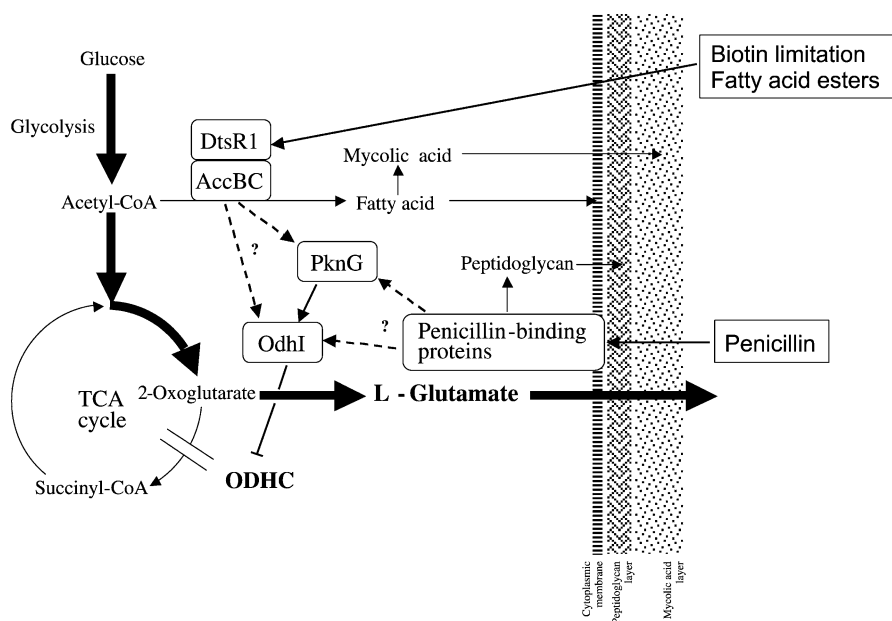 Glucose
Glycolysis
Acetyl-CoA
DtsR1
AccBC
Mycolic acid
Fatty acid
Biotin limitation
Fatty acid esters
?
PknG
Peptidoglycan
OdhI
?
Penicillin-binding
proteins
Penicillin
TCA
cycle
2-Oxoglutarate
L - Glutamate
Succinyl-CoA
ODHC
Cytoplasmic
membrane
Peptidoglycan
layer
Mycolic acid
layer